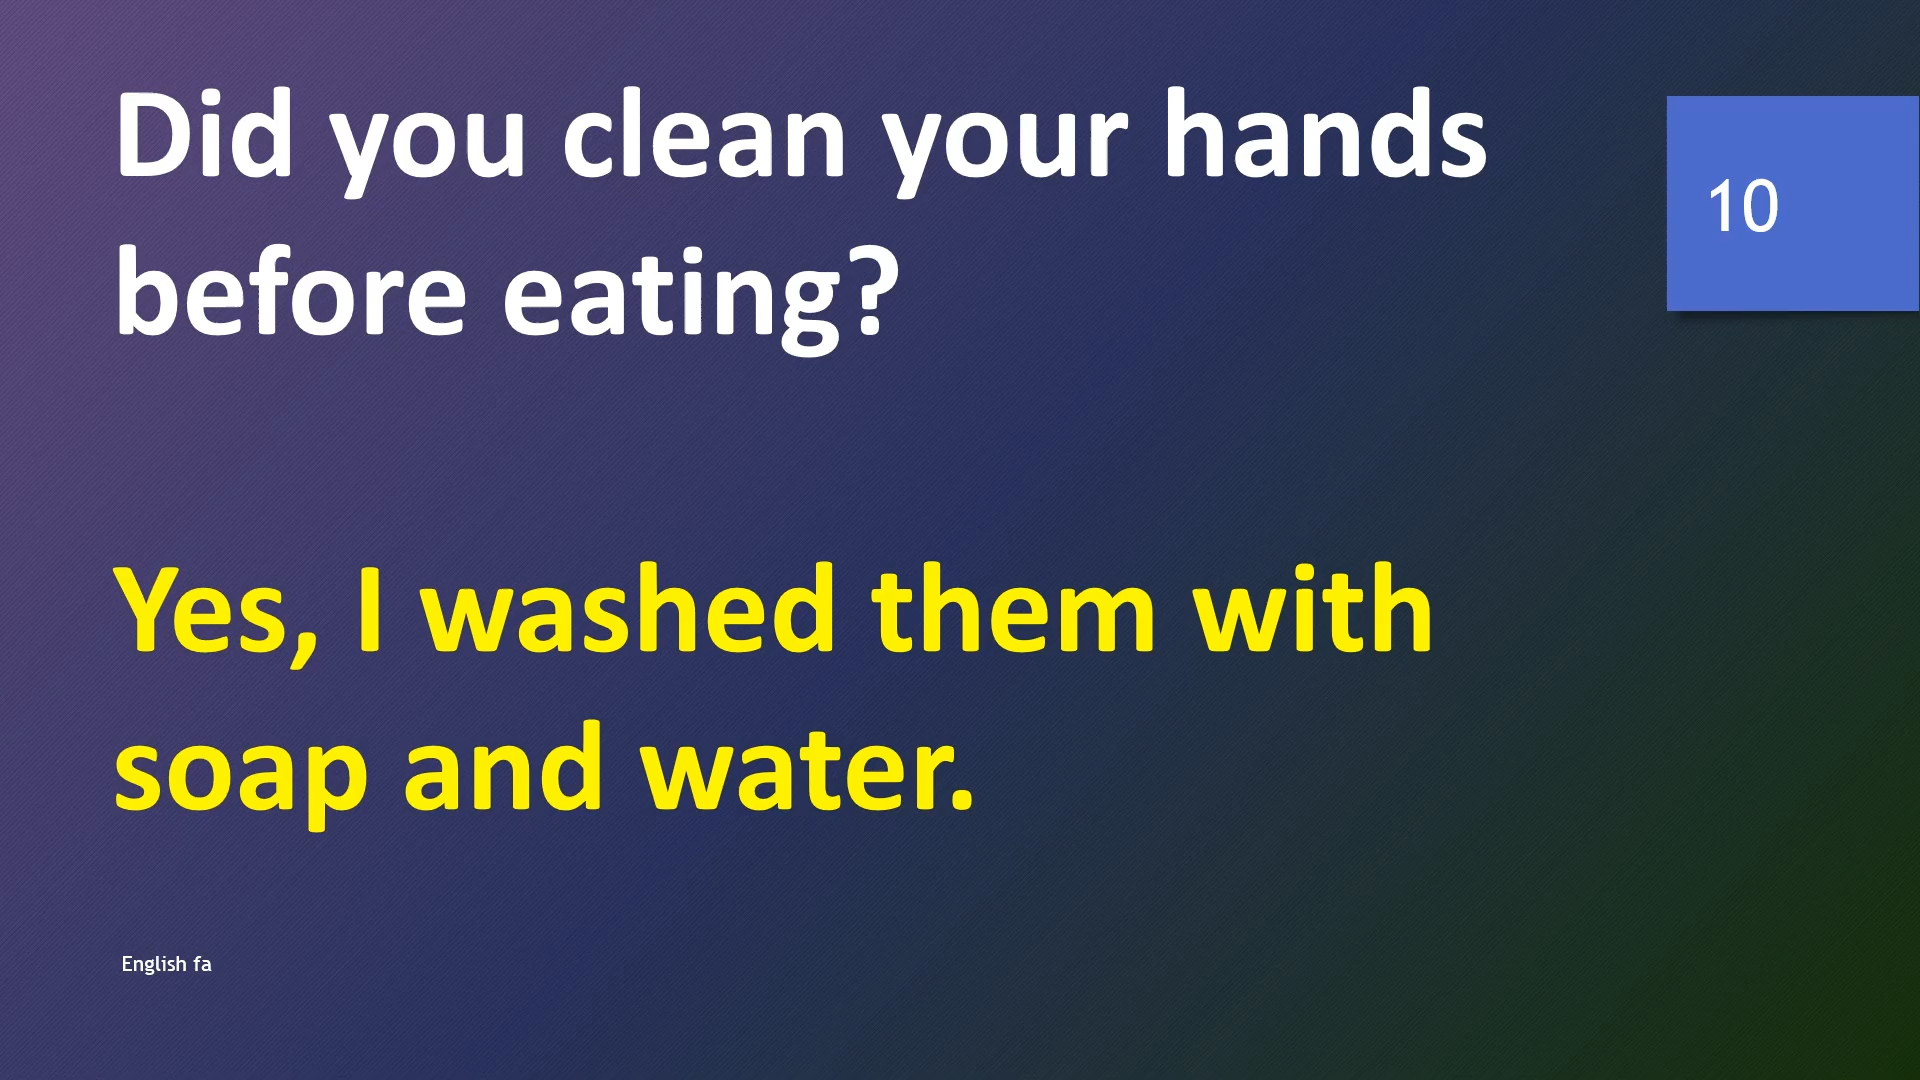 Did you clean your hands
before eating?
10
Yes, I washed them with
soap and water.
English fa